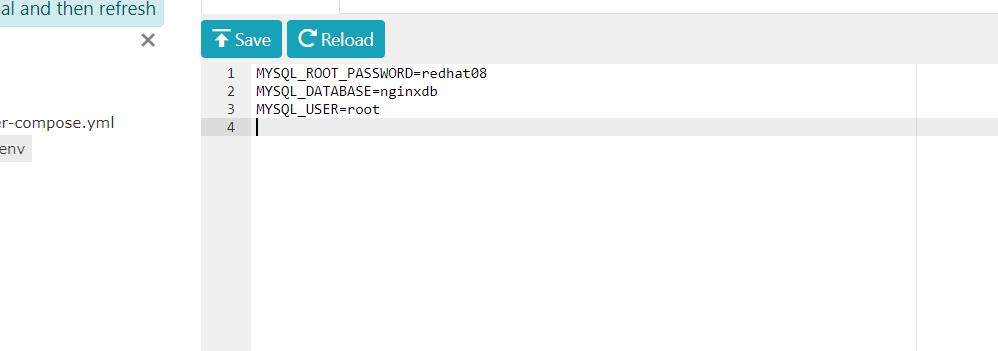 al and then refresh
Save Reload
1 MYSQL_ROOT_PASSWORD=redhat08
2 MYSQL_DATABASE=nginxdb
3 MYSQL_USER=root
4
er-compose.yml
env